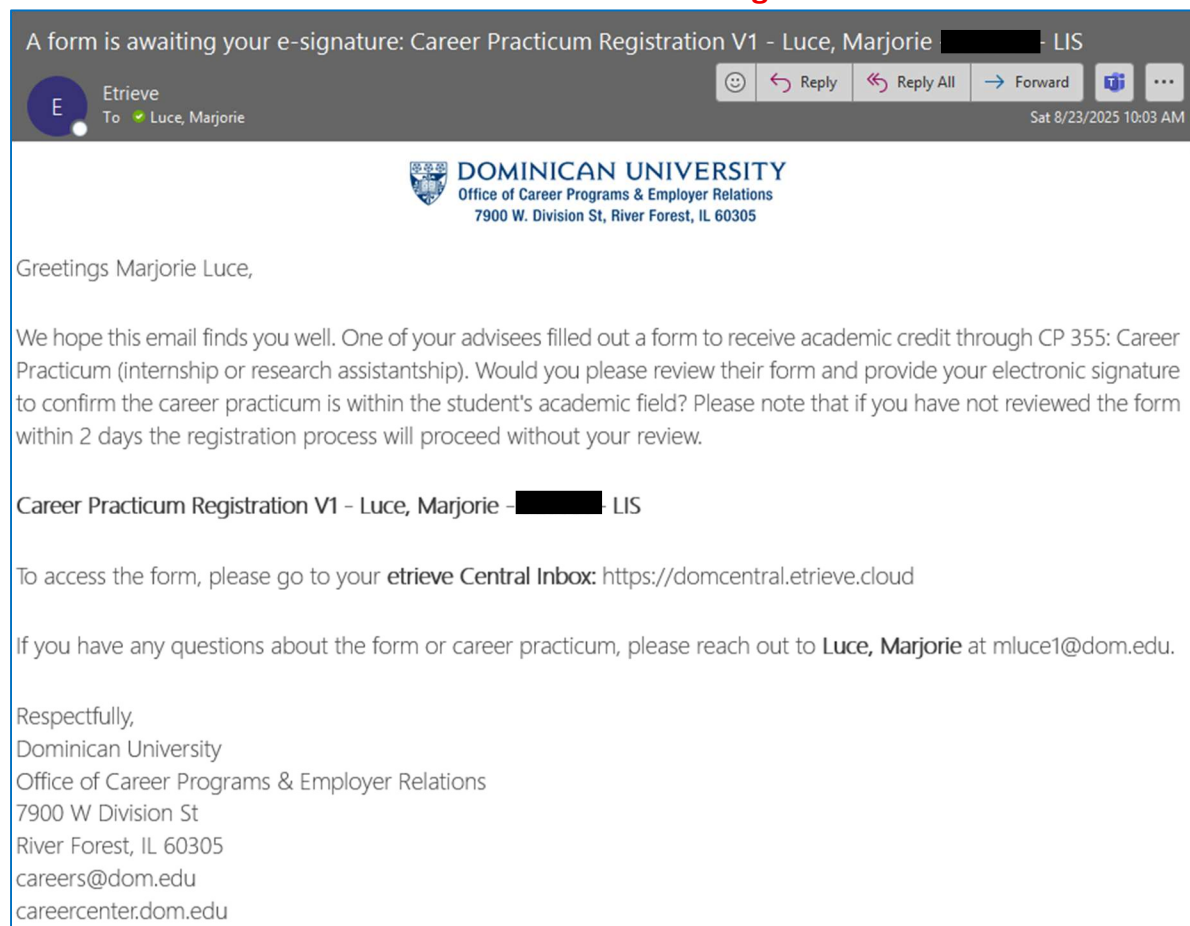 A form is awaiting your e-signature: Career Practicum Registration V1 - Luce, Marjorie - LIS
E
Etrieve
To Luce, Marjorie
Reply
Reply All
Forward
Sat 8/23/2025 10:03 AM
DOMINICAN UNIVERSITY
Office of Career Programs & Employer Relations
7900 W. Division St, River Forest, IL 60305
Greetings Marjorie Luce,
We hope this email finds you well. One of your advisees filled out a form to receive academic credit through CP 355: Career
Practicum (internship or research assistantship). Would you please review their form and provide your electronic signature
to confirm the career practicum is within the student's academic field? Please note that if you have not reviewed the form
within 2 days the registration process will proceed without your review.
Career Practicum Registration V1 - Luce, Marjorie - - LIS
To access the form, please go to your etrieve Central Inbox: https://domcentral.etrieve.cloud
If you have any questions about the form or career practicum, please reach out to Luce, Marjorie at mluce1@dom.edu.
Respectfully,
Dominican University
Office of Career Programs & Employer Relations
7900 W Division St
River Forest, IL 60305
careers@dom.edu
careercenter.dom.edu